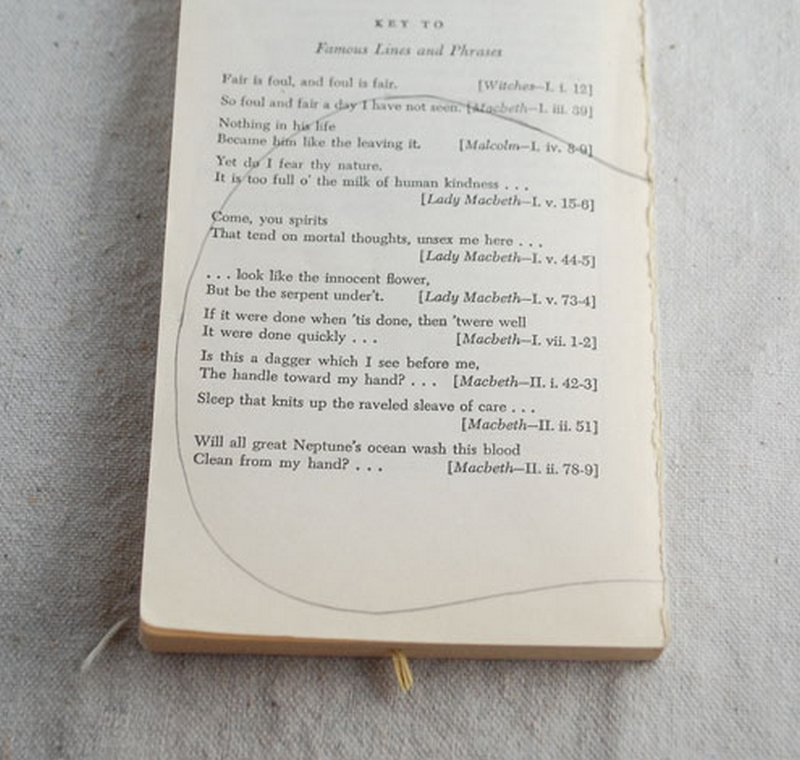 KEY TO
Famous Lines and Phrases
Fair is foul, and foul is fair. [Witches—I. i. 12]
So foul and fair a day I have not seen. [Macbeth—I. iii. 39]
Nothing in his life
Became him like the leaving it. [Malcolm—I. iv. 8-9]
Yet do I fear thy nature.
It is too full o' the milk of human kindness . . .
[Lady Macbeth—I. v. 15-6]
Come, you spirits
That tend on mortal thoughts, unsex me here . . .
[Lady Macbeth—I. v. 44-5]
. . . look like the innocent flower,
But be the serpent under't. [Lady Macbeth—I. v. 73-4]
If it were done when 'tis done, then 'twere well
It were done quickly . . . [Macbeth—I. vii. 1-2]
Is this a dagger which I see before me,
The handle toward my hand? . . . [Macbeth—II. i. 42-3]
Sleep that knits up the raveled sleave of care . . .
[Macbeth—II. ii. 51]
Will all great Neptune's ocean wash this blood
Clean from my hand? . . . [Macbeth—II. ii. 78-9]